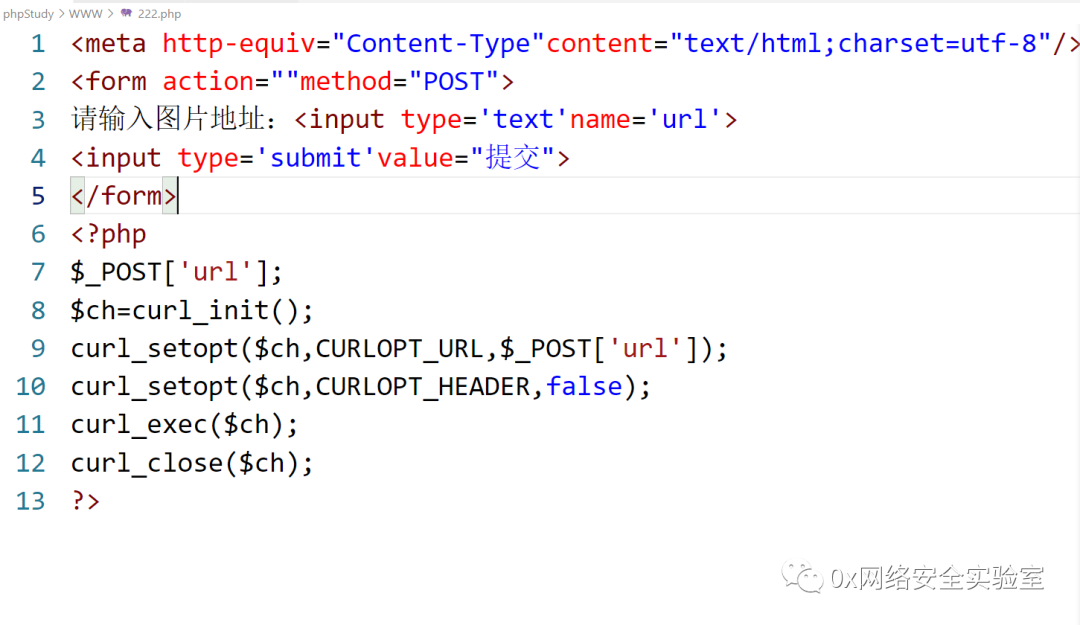 phpStudy > WWW > 222.php
1 <meta http-equiv="Content-Type"content="text/html;charset=utf-8"/>
2 <form action=""method="POST">
3 请输入图片地址：<input type='text'name='url'>
4 <input type='submit'value="提交">
5 </form>
6 <?php
7 $_POST['url'];
8 $ch=curl_init();
9 curl_setopt($ch,CURLOPT_URL,$_POST['url']);
10 curl_setopt($ch,CURLOPT_HEADER,false);
11 curl_exec($ch);
12 curl_close($ch);
13 ?>
0x网络安全实验室